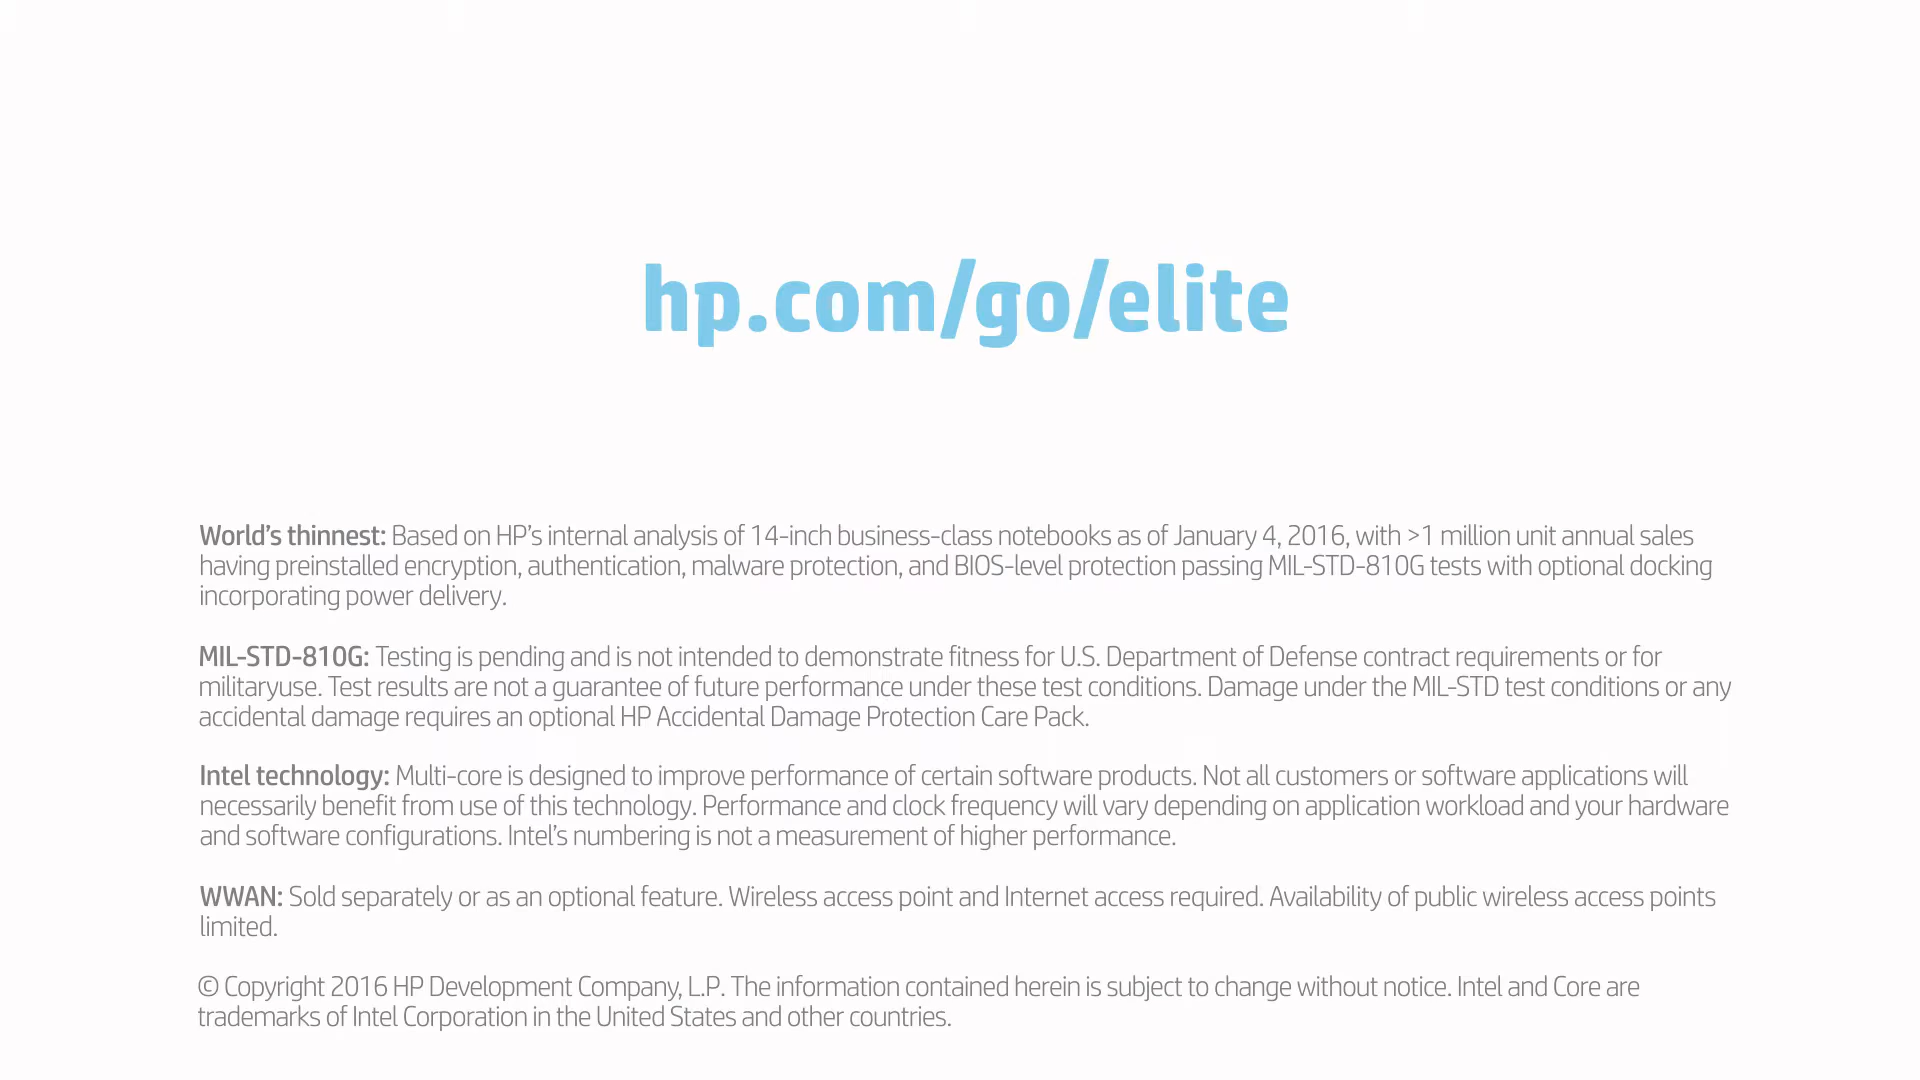 hp.com/go/elite
World’s thinnest: Based on HP’s internal analysis of 14-inch business-class notebooks as of January 4, 2016, with >1 million unit annual sales
having preinstalled encryption, authentication, malware protection, and BIOS-level protection passing MIL-STD-810G tests with optional docking
incorporating power delivery.
MIL-STD-810G: Testing is pending and is not intended to demonstrate fitness for U.S. Department of Defense contract requirements or for
militaryuse. Test results are not a guarantee of future performance under these test conditions. Damage under the MIL-STD test conditions or any
accidental damage requires an optional HP Accidental Damage Protection Care Pack.
Intel technology: Multi-core is designed to improve performance of certain software products. Not all customers or software applications will
necessarily benefit from use of this technology. Performance and clock frequency will vary depending on application workload and your hardware
and software configurations. Intel’s numbering is not a measurement of higher performance.
WWAN: Sold separately or as an optional feature. Wireless access point and Internet access required. Availability of public wireless access points
limited.
© Copyright 2016 HP Development Company, L.P. The information contained herein is subject to change without notice. Intel and Core are
trademarks of Intel Corporation in the United States and other countries.